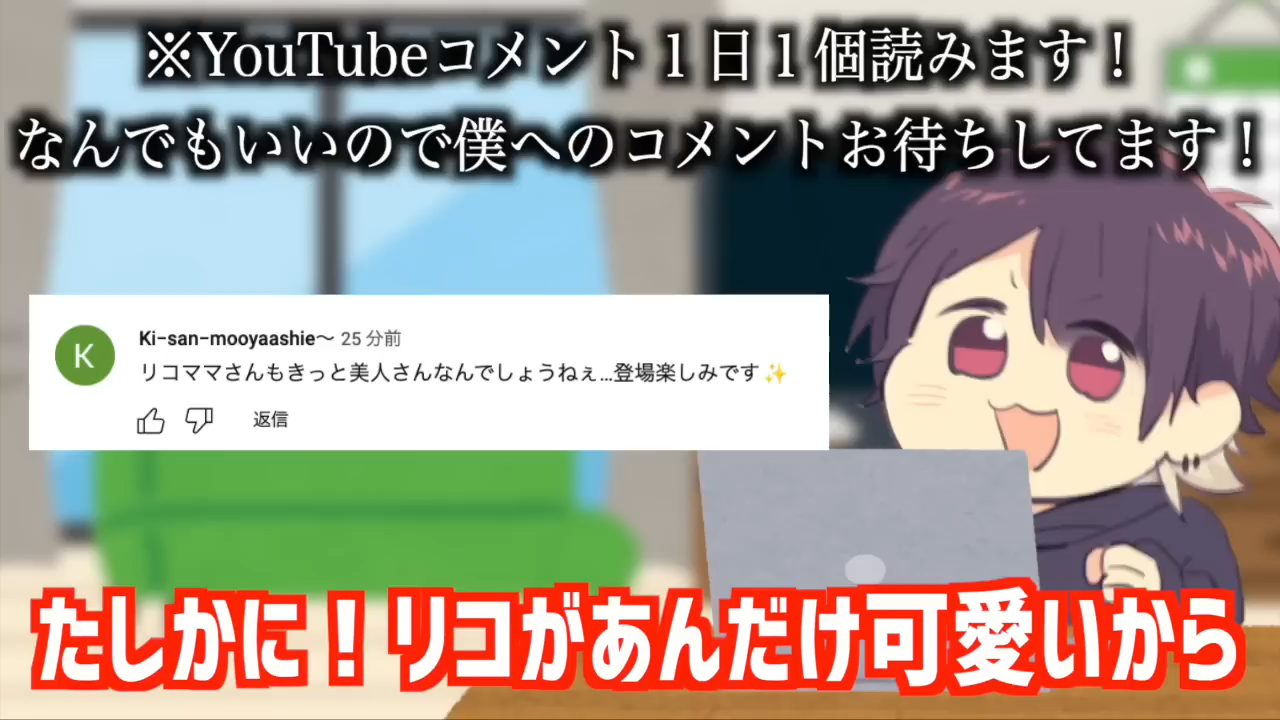 ※YouTubeコメント１日１個読みます！
なんでもいいので僕へのコメントお待ちしてます！
K
Ki-san-mooyaashie〜 25 分前
リコママさんもきっと美人さんなんでしょうねぇ...登場楽しみです✨
返信
たしかに！リコがあんだけ可愛いから